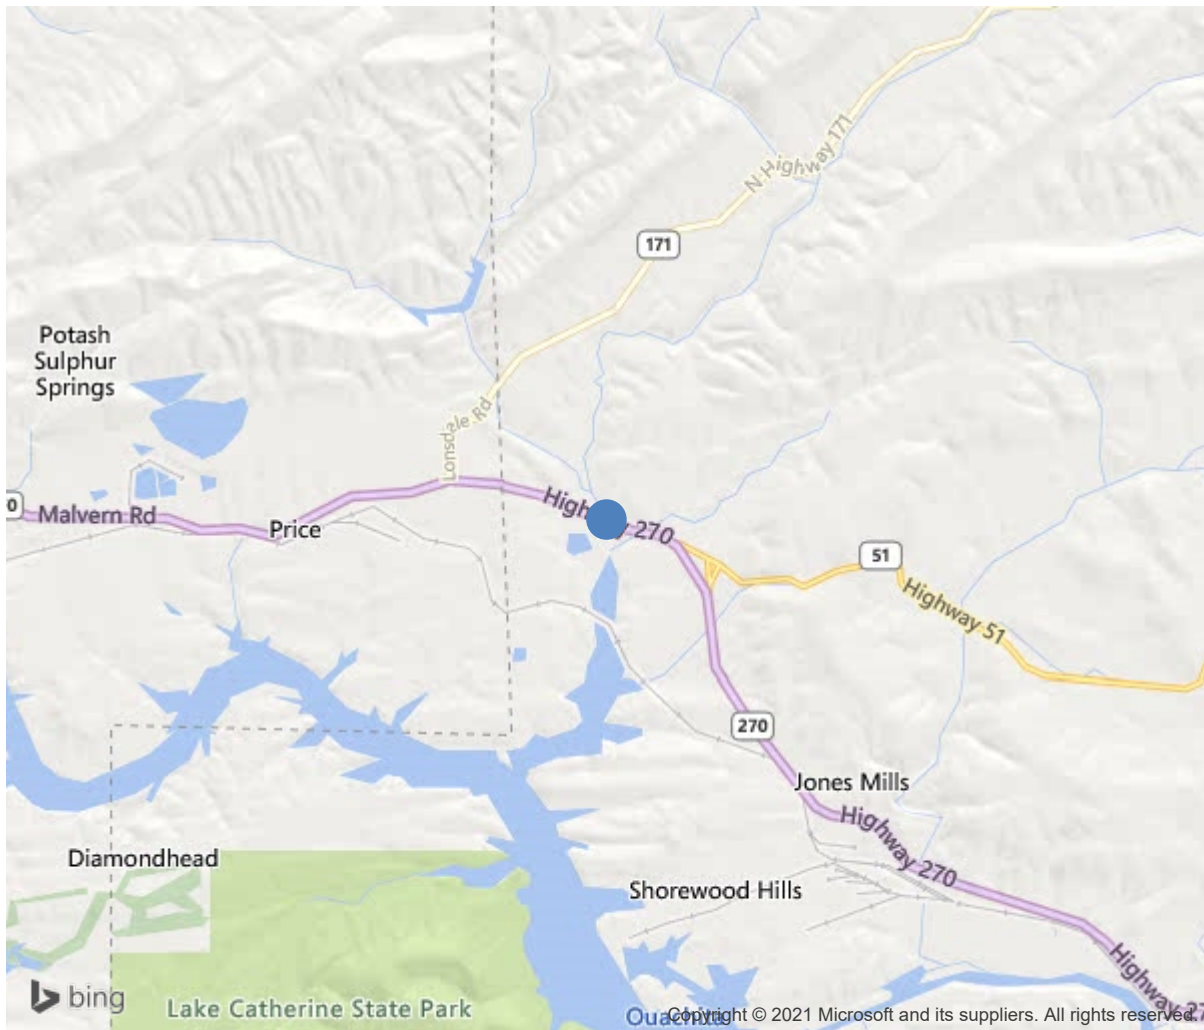 N Highway 171
171
Potash
Sulphur
Springs
Lonsdale Rd
0
Malvern Rd
Price
Highway 270
51
Highway 51
270
Jones Mills
Highway 270
Diamondhead
Shorewood Hills
Highway 27
bing
Lake Catherine State Park
Copyright © 2021 Microsoft and its suppliers. All rights reserved.